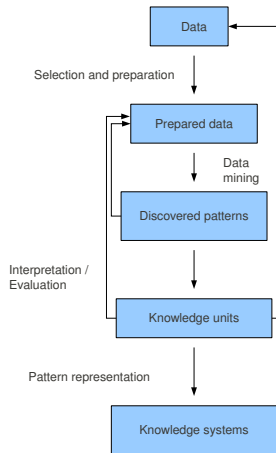 Data
Selection and preparation
Prepared data
Data
mining
Discovered patterns
Interpretation /
Evaluation
Knowledge units
Pattern representation
Knowledge systems